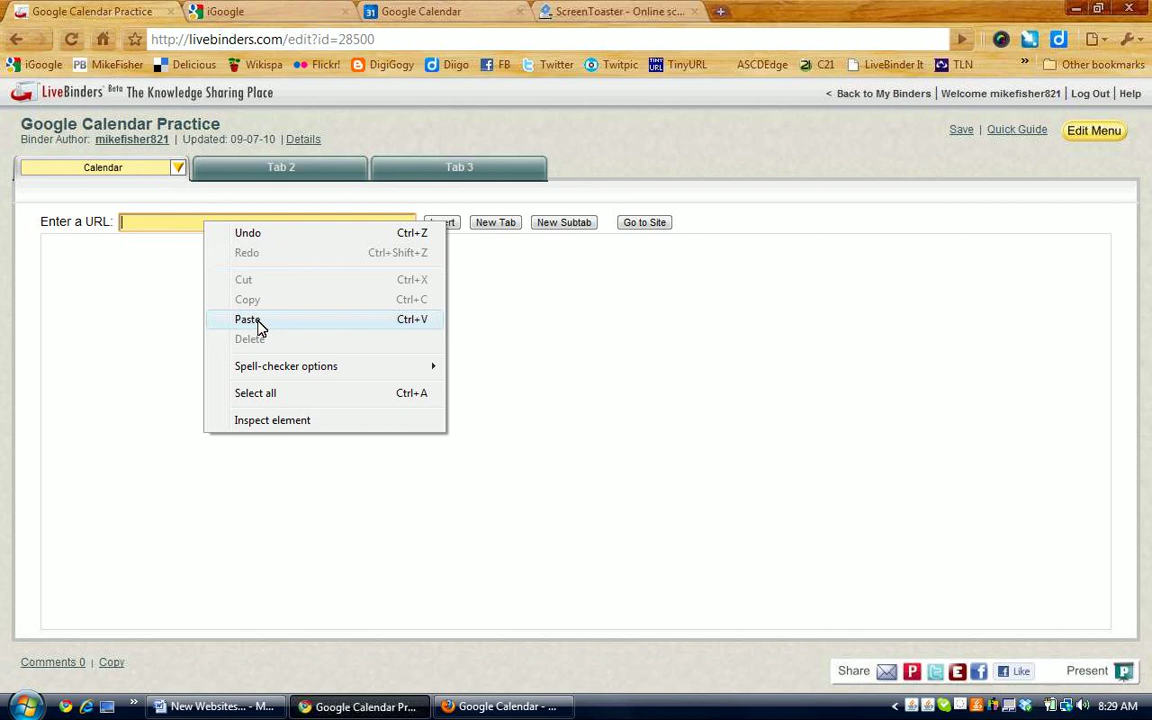 Google Calendar Practice
iGoogle
Google Calendar
ScreenToaster - Online sc...
http://livebinders.com/edit?id=28500
iGoogle
MikeFisher
Delicious
Wikispa
Flickr!
DigiGogy
Diigo
FB
Twitter
Twitpic
TinyURL
ASCDEdge
C21
LiveBinder It
TLN
»
Other bookmarks
LiveBinders Beta The Knowledge Sharing Place
< Back to My Binders | Welcome mikefisher821 | Log Out | Help
Google Calendar Practice
Binder Author: mikefisher821 | Updated: 09-07-10 | Details
Save | Quick Guide
Edit Menu
Calendar
Tab 2
Tab 3
Enter a URL:
New Tab
New Subtab
Go to Site
Undo Ctrl+Z
Redo Ctrl+Shift+Z
Cut Ctrl+X
Copy Ctrl+C
Paste Ctrl+V
Delete
Spell-checker options
Select all Ctrl+A
Inspect element
Comments 0 | Copy
Share
Like
Present
New Websites... - M...
Google Calendar Pr...
Google Calendar - ...
8:29 AM